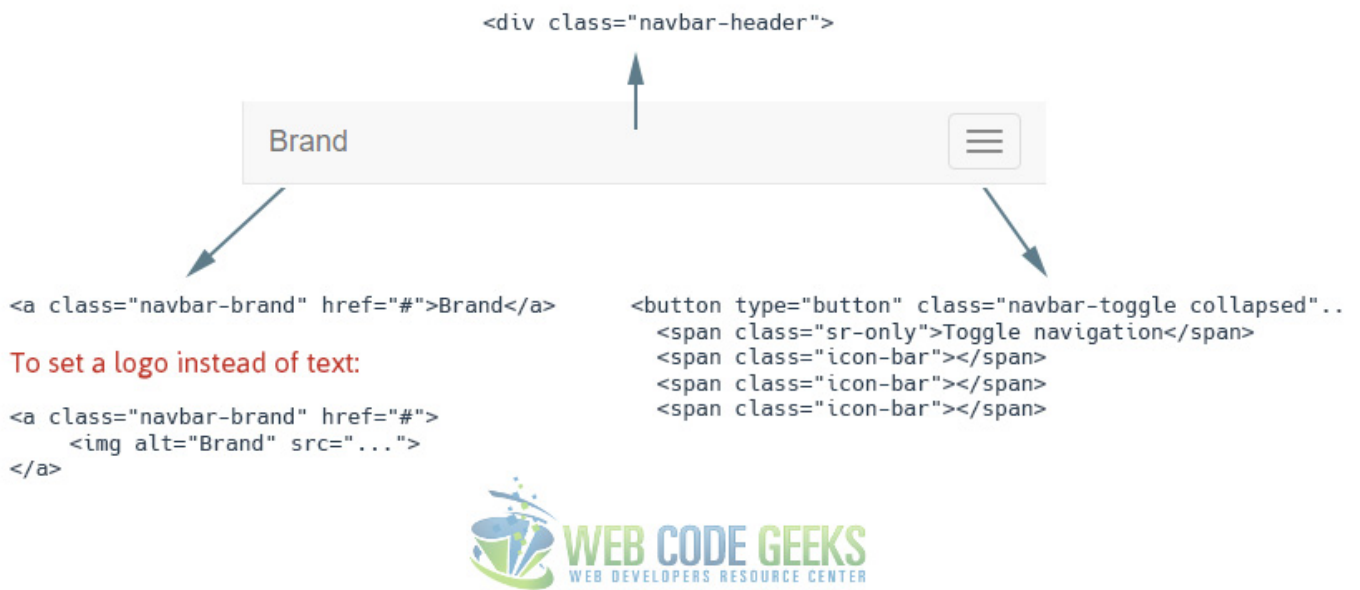 <div class="navbar-header">
Brand
<a class="navbar-brand" href="#">Brand</a>
To set a logo instead of text:
<a class="navbar-brand" href="#">
<img alt="Brand" src="...">
</a>
<button type="button" class="navbar-toggle collapsed"..
<span class="sr-only">Toggle navigation</span>
<span class="icon-bar"></span>
<span class="icon-bar"></span>
<span class="icon-bar"></span>
WEB CODE GEEKS
WEB DEVELOPERS RESOURCE CENTER